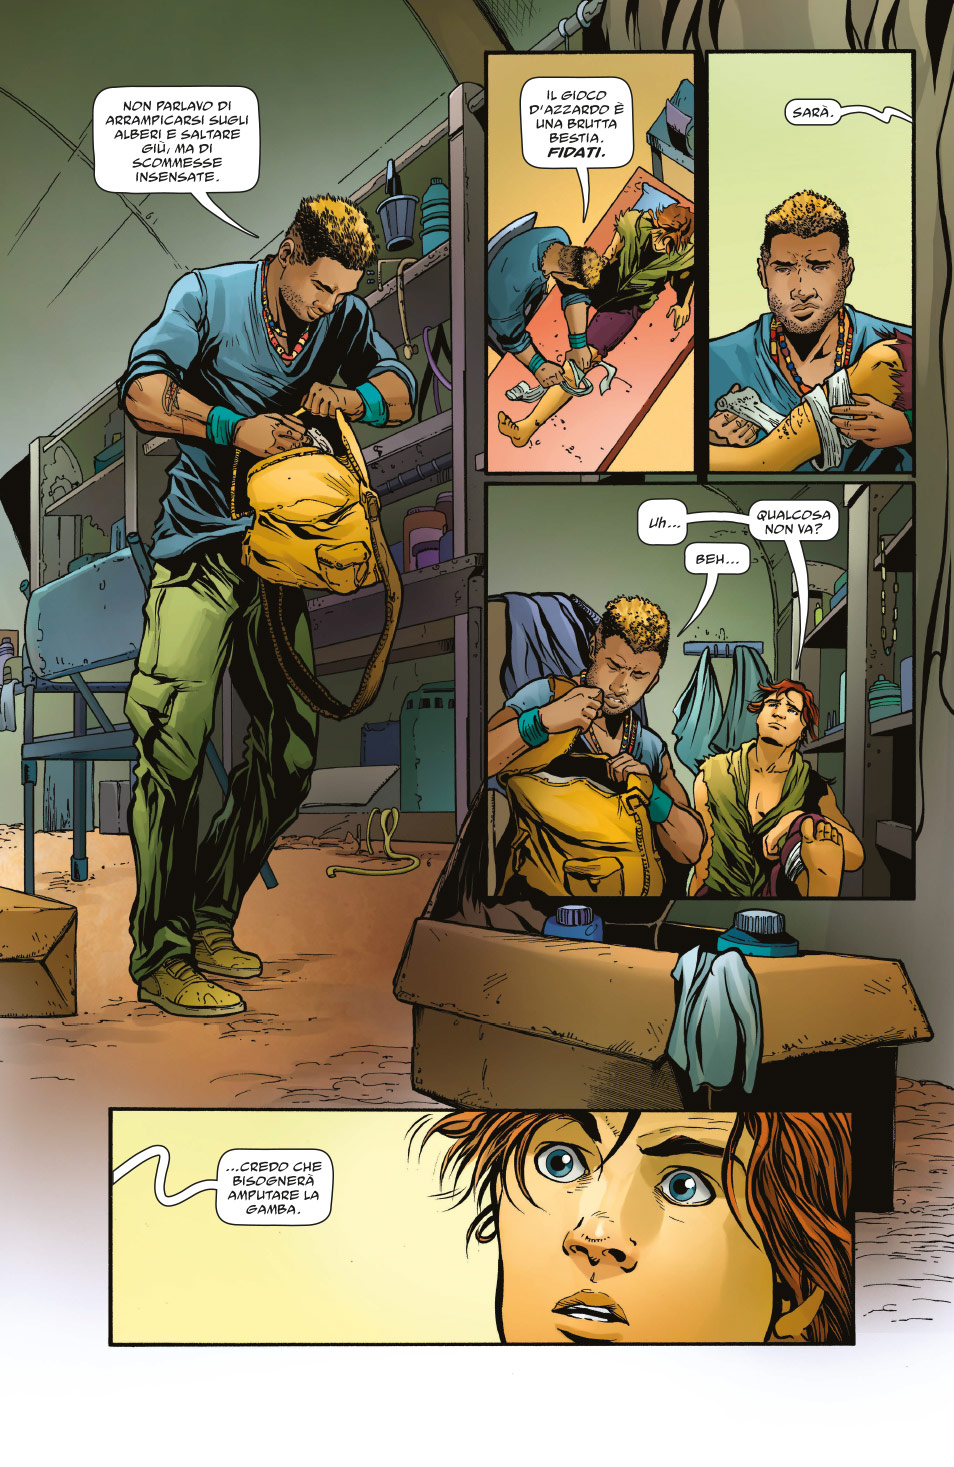 NON PARLAVO DI
ARRAMPICARSI SUGLI
ALBERI E SALTARE
GIÙ, MA DI
SCOMMESSE
INSENSATE.
IL GIOCO
D'AZZARDO È
UNA BRUTTA
BESTIA.
FIDATI.
SARÀ.
UH...
QUALCOSA
NON VA?
BEH...
...CREDO CHE
BISOGNERÀ
AMPUTARE LA
GAMBA.